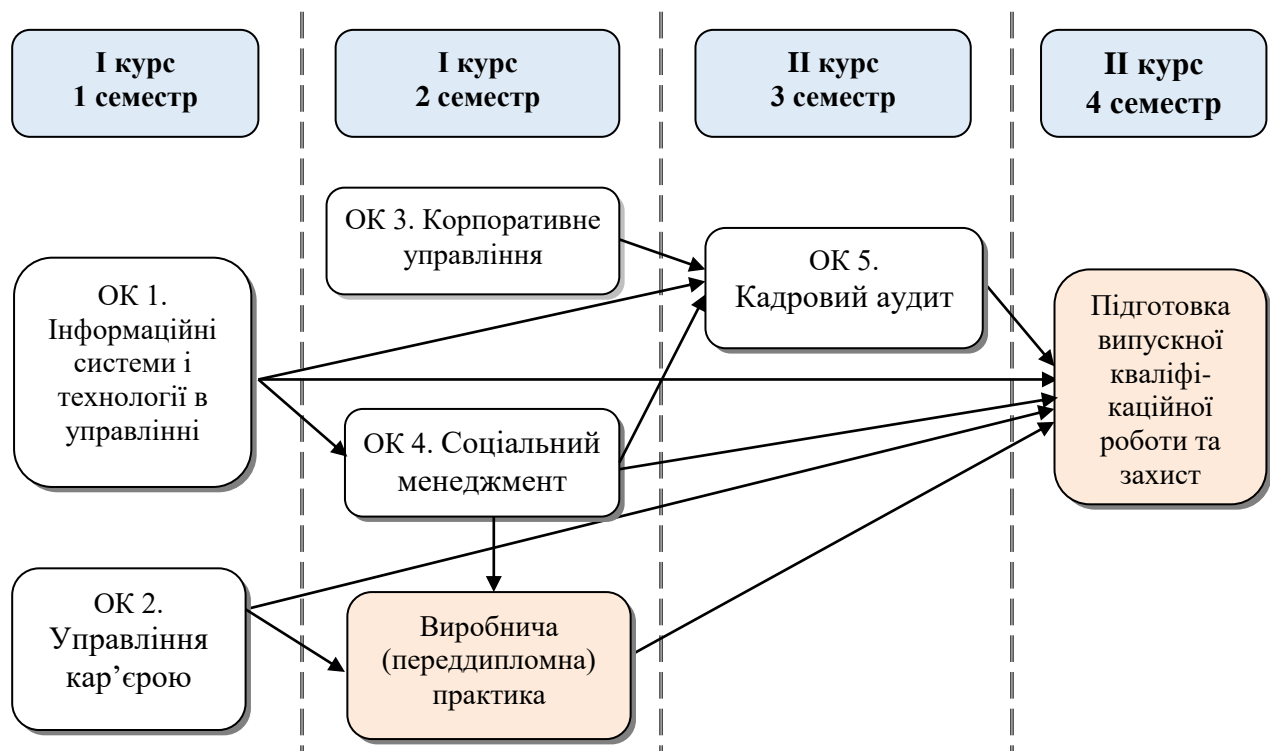 І курс
1 семестр
І курс
2 семестр
ІІ курс
3 семестр
ІІ курс
4 семестр
ОК 1.
Інформаційні
системи і
технології в
управлінні
ОК 2.
Управління
кар’єрою
ОК 3. Корпоративне
управління
ОК 4. Соціальний
менеджмент
Виробнича
(переддипломна)
практика
ОК 5.
Кадровий аудит
Підготовка
випускної
кваліфі-
каційної
роботи та
захист